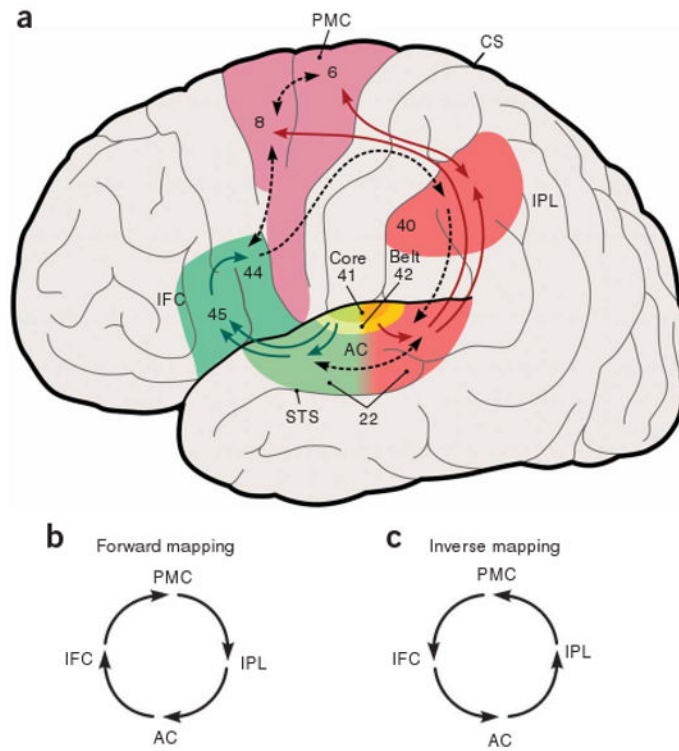 a
PMC
CS
6
8
IPL
40
Core
41
Belt
42
44
IFC
45
AC
STS
22
b
Forward mapping
PMC
IFC
IPL
AC
c
Inverse mapping
PMC
IFC
IPL
AC